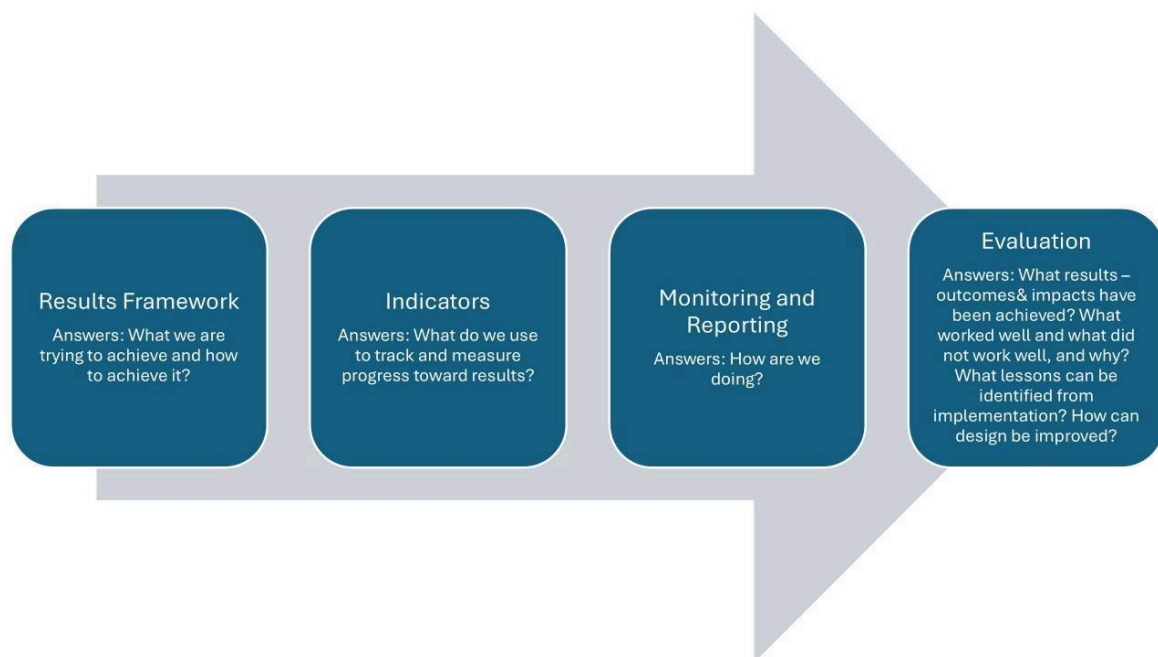 Results Framework
Answers: What we are
trying to achieve and how
to achieve it?
Indicators
Answers: What do we use
to track and measure
progress toward results?
Monitoring and
Reporting
Answers: How are we
doing?
Evaluation
Answers: What results –
outcomes& impacts have
been achieved? What
worked well and what did
not work well, and why?
What lessons can be
identified from
implementation? How can
design be improved?